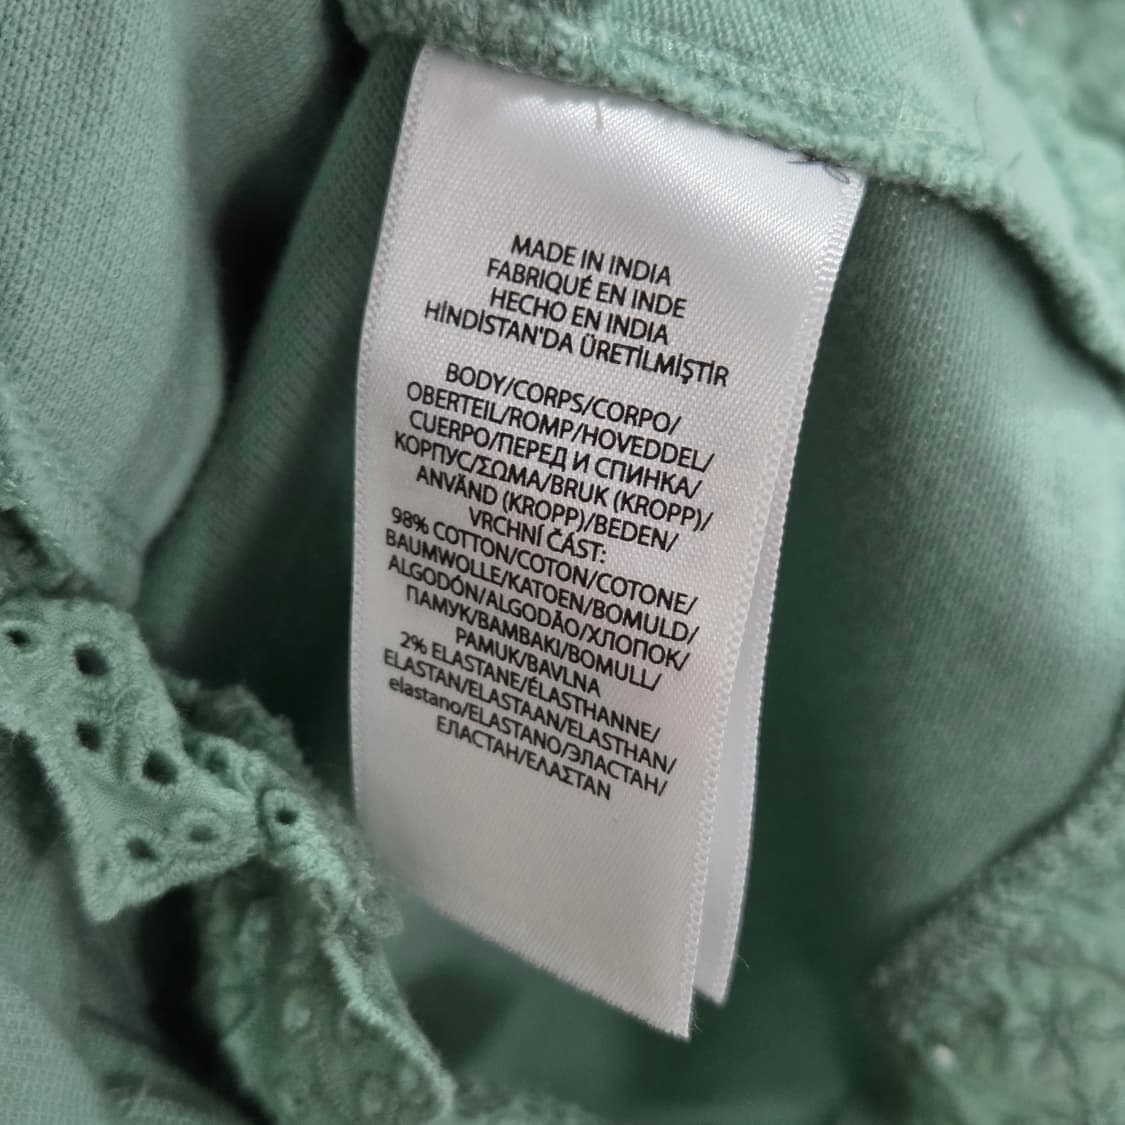 MADE IN INDIA
FABRIQUÉ EN INDE
HECHO EN INDIA
HİNDİSTAN'DA ÜRETİLMİŞTİR
BODY/CORPS/CORPO/
OBERTEIL/ROMP/HOVEDDEL/
CUERPO/ПЕРЕД И СПИНКА/
КОРПУС/ΣΩΜΑ/BRUK (KROPP)/
ANVÄND (KROPP)/BEDEN/
VRCHNÍ ČÁST:
98% COTTON/COTON/COTONE/
BAUMWOLLE/KATOEN/BOMULD/
ALGODÓN/ALGODÃO/ХЛОПОК/
ПАМУК/BAMBAKI/BOMULL/
PAMUK/BAVLNA
2% ELASTANE/ÉLASTHANNE/
ELASTAN/ELASTAAN/ELASTHAN/
elastano/ELASTANO/ЭЛАСТАН/
ЕЛАСТАН/ΕΛΑΣΤΑΝ